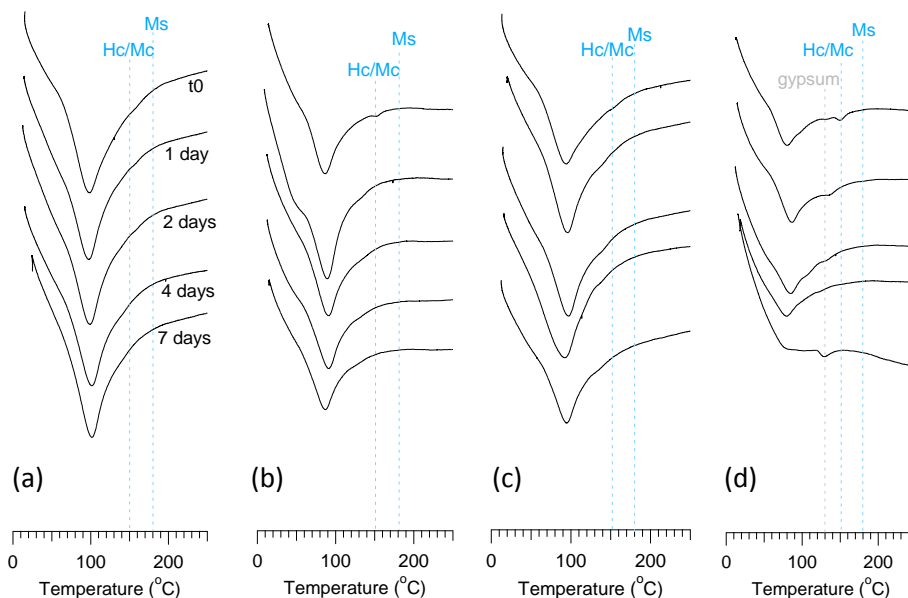 Ms
Hc/Mc
t0
1 day
2 days
4 days
7 days
(a)
0 100 200
Temperature (°C)
Ms
Hc/Mc
(b)
0 100 200
Temperature (°C)
Ms
Hc/Mc
(c)
0 100 200
Temperature (°C)
Ms
Hc/Mc
gypsum
(d)
0 100 200
Temperature (°C)